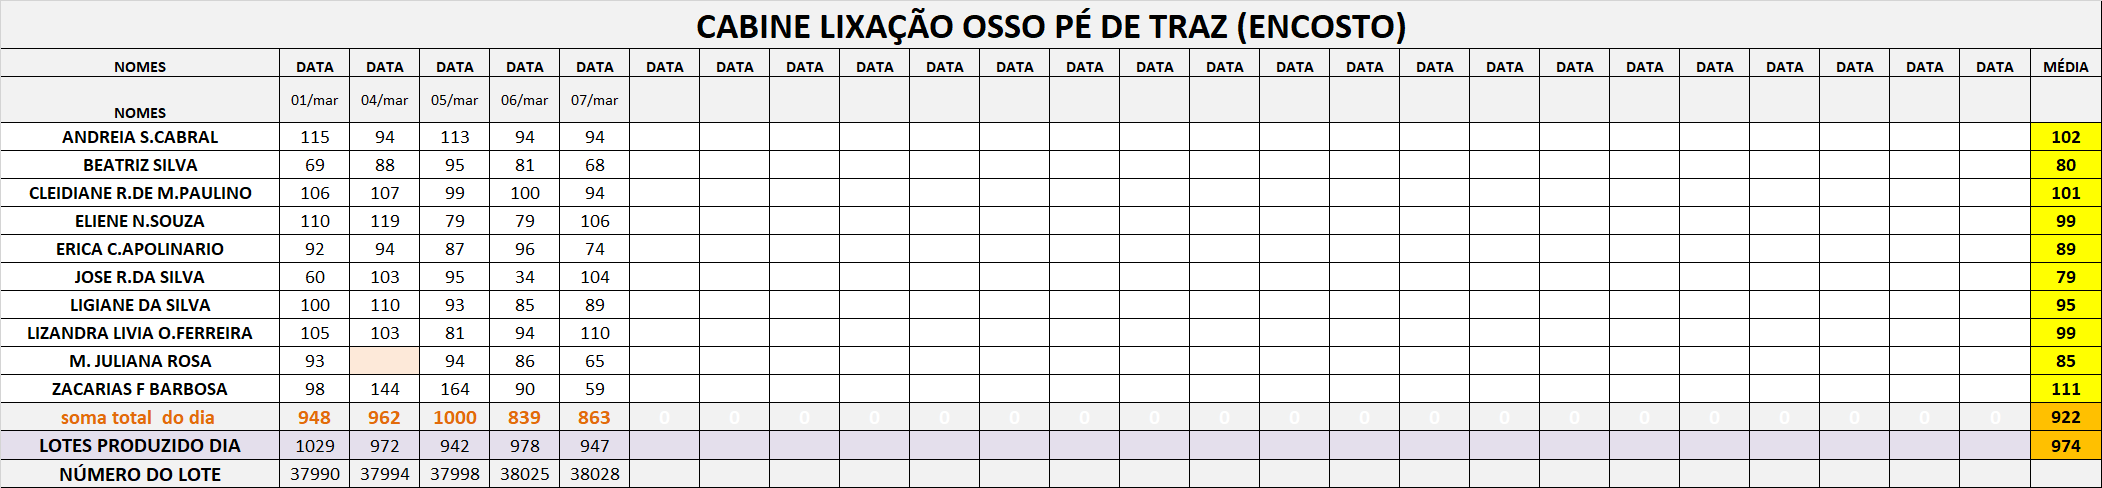 CABINE LIXAÇÃO OSSO PÉ DE TRAZ (ENCOSTO)
NOMES DATA DATA DATA DATA DATA DATA DATA DATA DATA DATA DATA DATA DATA DATA DATA DATA DATA DATA DATA DATA DATA DATA DATA DATA DATA MÉDIA
NOMES 01/mar 04/mar 05/mar 06/mar 07/mar
ANDREIA S.CABRAL 115 94 113 94 94 102
BEATRIZ SILVA 69 88 95 81 68 80
CLEIDIANE R.DE M.PAULINO 106 107 99 100 94 101
ELIENE N.SOUZA 110 119 79 79 106 99
ERICA C.APOLINARIO 92 94 87 96 74 89
JOSE R.DA SILVA 60 103 95 34 104 79
LIGIANE DA SILVA 100 110 93 85 89 95
LIZANDRA LIVIA O.FERREIRA 105 103 81 94 110 99
M. JULIANA ROSA 93 94 86 65 85
ZACARIAS F BARBOSA 98 144 164 90 59 111
soma total do dia 948 962 1000 839 863 0 0 0 0 0 0 0 0 0 0 0 0 0 0 0 0 0 0 0 0 922
LOTES PRODUZIDO DIA 1029 972 942 978 947 974
NÚMERO DO LOTE 37990 37994 37998 38025 38028